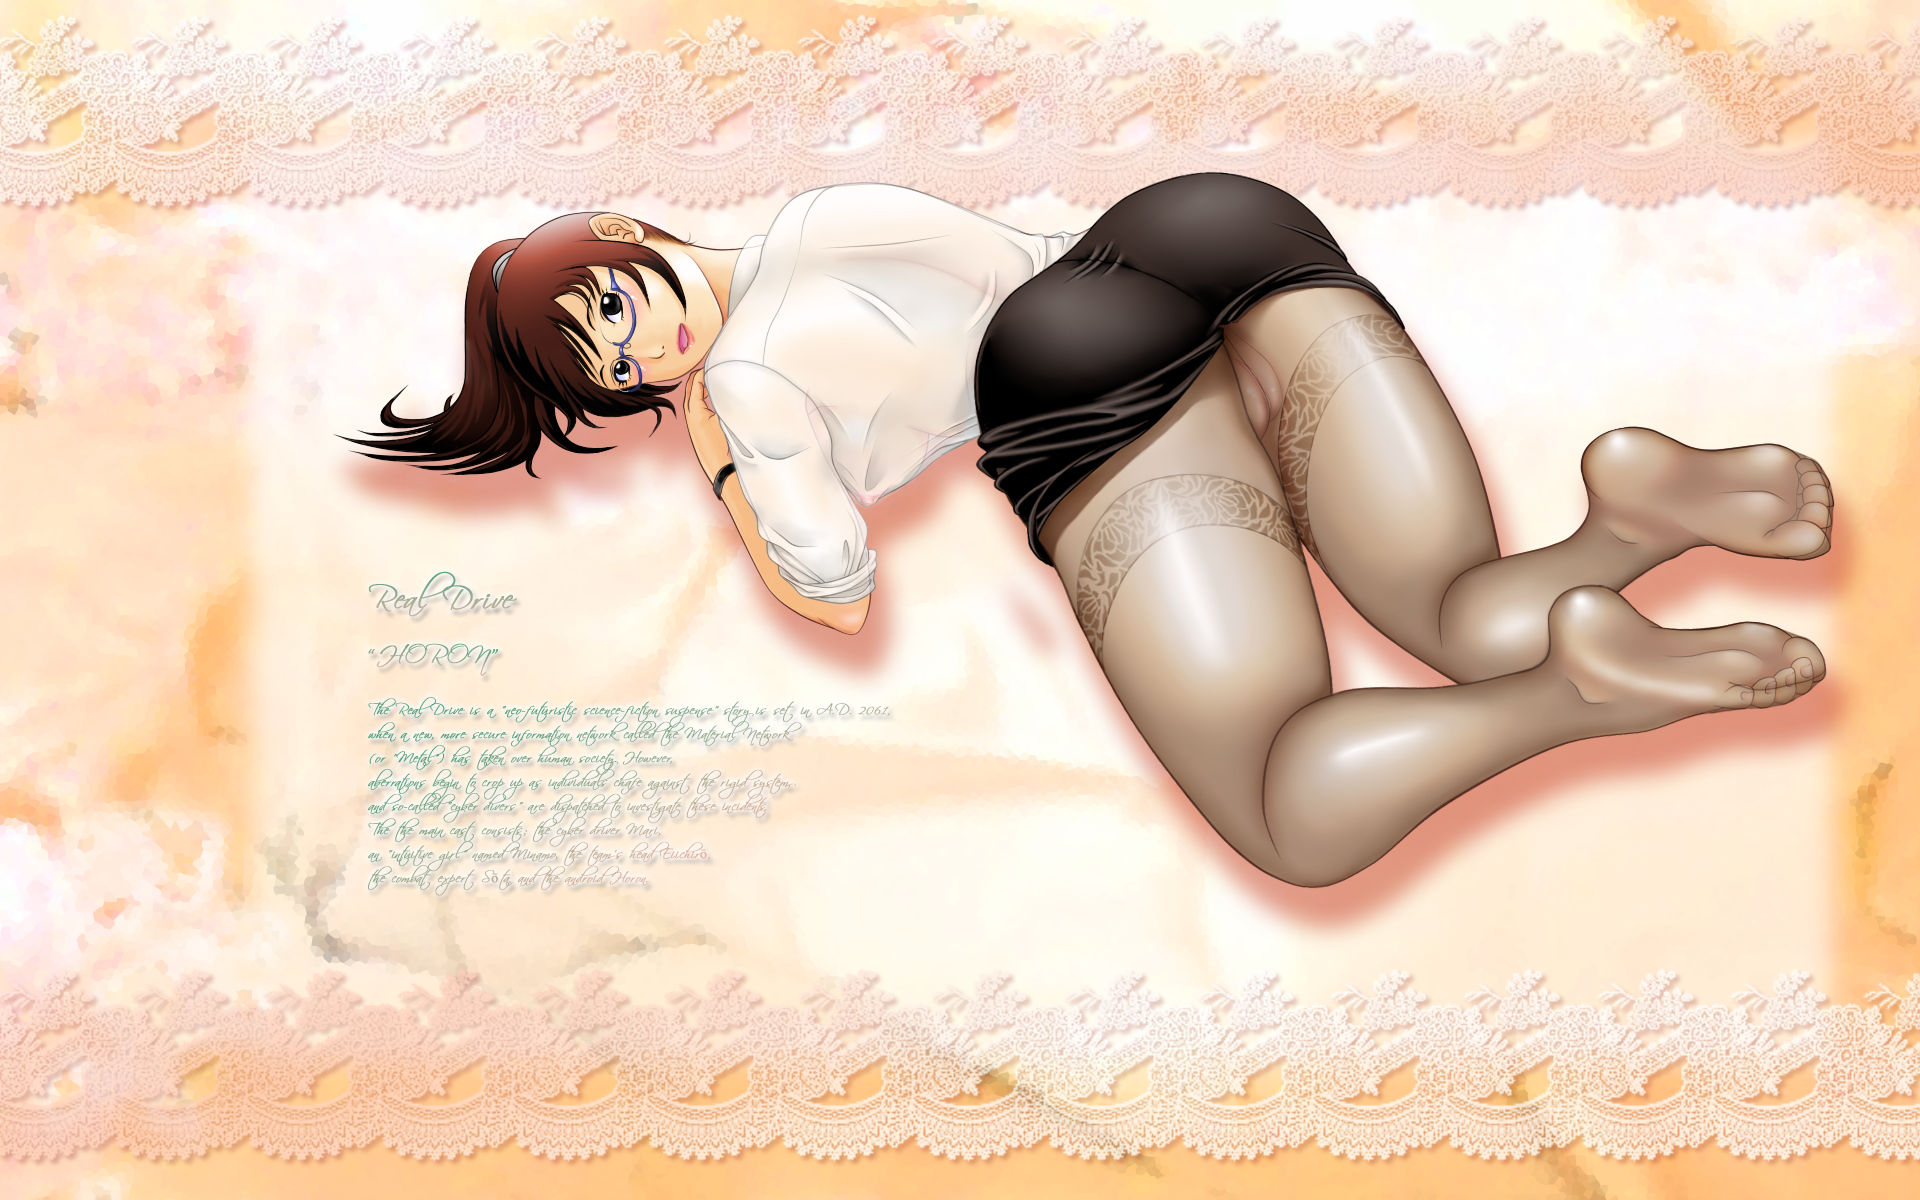 Real Drive
"HORON"
The Real Drive is a "neo-futuristic science-fiction suspense" story is set in A.D. 2061,
when a new, more secure information network called the Material Network
(or "Metal") has taken over human society. However,
aberrations begin to crop up as individuals chafe against the rigid system,
and so-called "cyber divers" are dispatched to investigate these incidents.
The the main cast consists: the cyber driver Mari,
an "intuitive girl" named Minamo, the team's head Eiichirō,
the combat expert Sōta, and the android Horon.